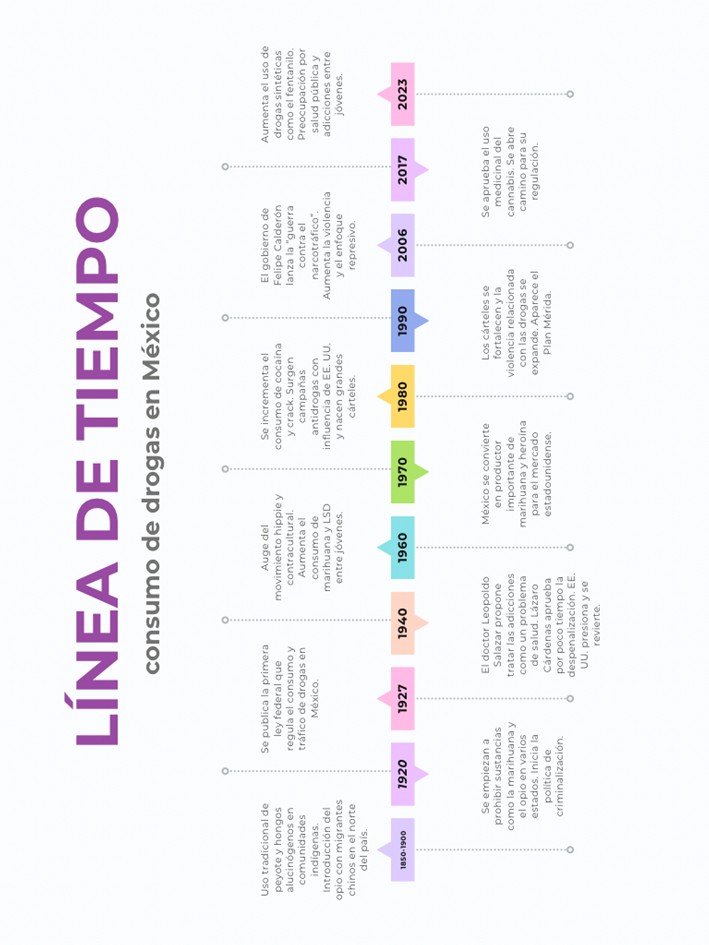 LÍNEA DE TIEMPO
consumo de drogas en México
Uso tradicional de
peyote y hongos
alucinógenos en
comunidades
indígenas.
Introducción del
opio con migrantes
chinos en el norte
del país.
1850-1900
1920
Se empiezan a
prohibir sustancias
como la marihuana y
el opio en varios
estados. Inicia la
política de
criminalización.
Se publica la primera
ley federal que
regula el consumo y
tráfico de drogas en
México.
1927
1940
El doctor Leopoldo
Salazar propone
tratar las adicciones
como un problema
de salud. Lázaro
Cárdenas aprueba
por poco tiempo la
despenalización. EE.
UU. presiona y se
revierte.
Auge del
movimiento hippie y
contracultural.
Aumenta el
consumo de
marihuana y LSD
entre jóvenes.
1960
1970
México se convierte
en productor
importante de
marihuana y heroína
para el mercado
estadounidense.
Se incrementa el
consumo de cocaína
y crack. Surgen
campañas
antidrogas con
influencia de EE. UU.
y nacen grandes
cárteles.
1980
1990
Los cárteles se
fortalecen y la
violencia relacionada
con las drogas se
expande. Aparece el
Plan Mérida.
El gobierno de
Felipe Calderón
lanza la "guerra
contra el
narcotráfico".
Aumenta la violencia
y el enfoque
represivo.
2006
2017
Se aprueba el uso
medicinal del
cannabis. Se abre
camino para su
regulación.
Aumenta el uso de
drogas sintéticas
como el fentanilo.
Preocupación por
salud pública y
adicciones entre
jóvenes.
2023